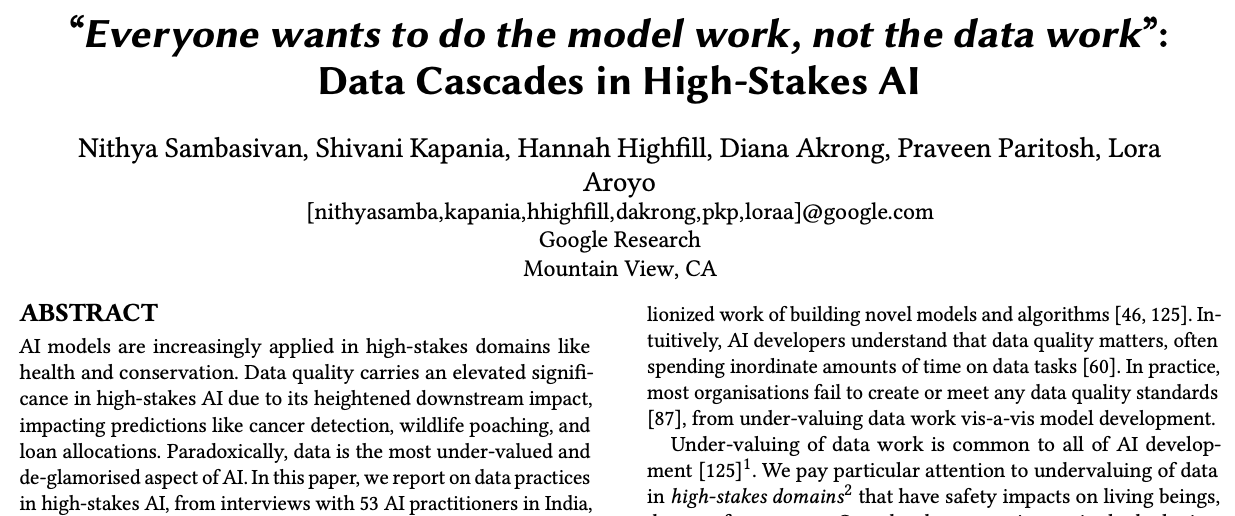 “Everyone wants to do the model work, not the data work”:
Data Cascades in High-Stakes AI
Nithya Sambasivan, Shivani Kapania, Hannah Highfill, Diana Akrong, Praveen Paritosh, Lora
Aroyo
[nithyasamba,kapania,hhighfill,dakrong,pkp,loraa]@google.com
Google Research
Mountain View, CA
ABSTRACT
AI models are increasingly applied in high-stakes domains like
health and conservation. Data quality carries an elevated signifi-
cance in high-stakes AI due to its heightened downstream impact,
impacting predictions like cancer detection, wildlife poaching, and
loan allocations. Paradoxically, data is the most under-valued and
de-glamorised aspect of AI. In this paper, we report on data practices
in high-stakes AI, from interviews with 53 AI practitioners in India,
lionized work of building novel models and algorithms [46, 125]. In-
tuitively, AI developers understand that data quality matters, often
spending inordinate amounts of time on data tasks [60]. In practice,
most organisations fail to create or meet any data quality standards
[87], from under-valuing data work vis-a-vis model development.
Under-valuing of data work is common to all of AI develop-
ment [125]1. We pay particular attention to undervaluing of data
in high-stakes domains2 that have safety impacts on living beings,